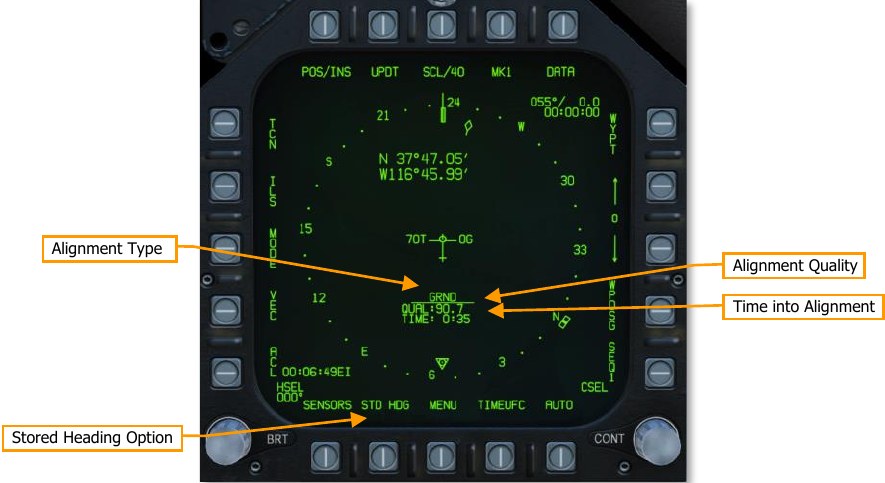 POS/INS UPDT SCL/40 MK1 DATA
24
21
W
055°/ 0.0
00:00:00
TCN
WYPT
N 37°47.05'
W116°45.99'
S
30
ILS
0
15
70T 0G
33
MODE
Alignment Type
Alignment Quality
GRND
QUAL:90.7
TIME: 0:35
Time into Alignment
12
N
VEC
WPDSG
E
3
6
ACL
00:06:49EI
SEQ1
HSEL
000°
CSEL
SENSORS STD HDG MENU TIMEUFC AUTO
Stored Heading Option
BRT
CONT